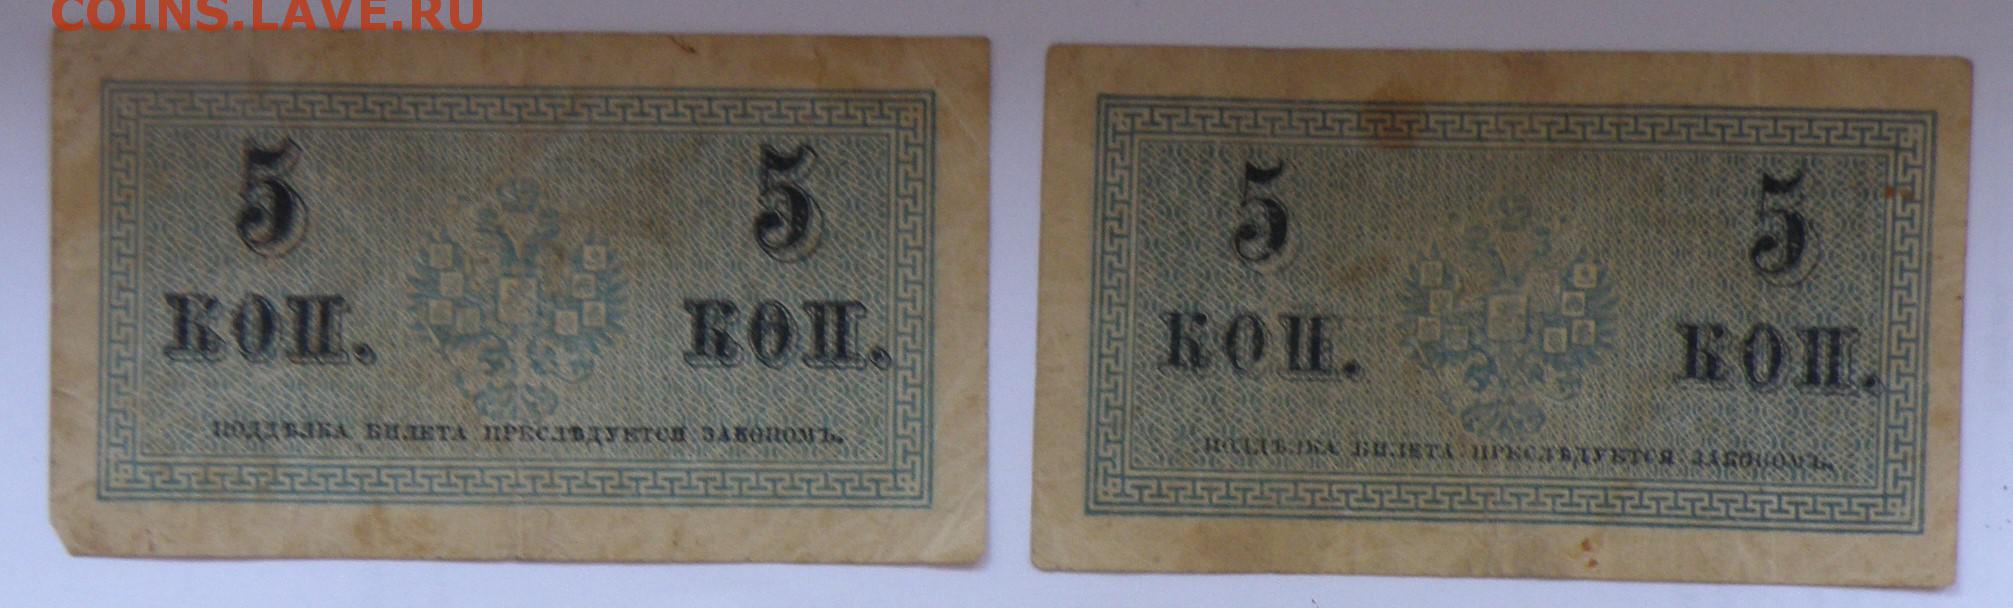 COINS.LAVE.RU
5 5
КОП. КОП.
ПОДДѢЛКА БИЛЕТА ПРЕСЛѢДУЕТСЯ ЗАКОНОМЪ.
5 5
КОП. КОП.
ПОДДѢЛКА БИЛЕТА ПРЕСЛѢДУЕТСЯ ЗАКОНОМЪ.